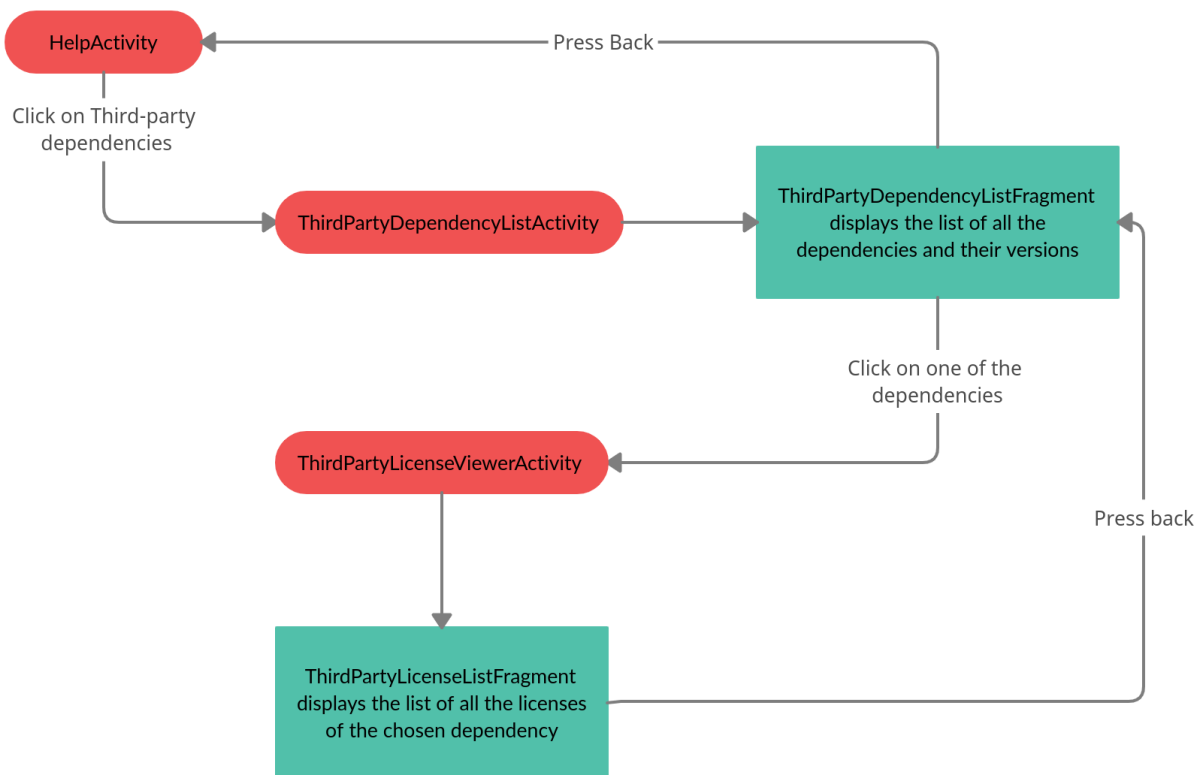 HelpActivity
Press Back
Click on Third-party
dependencies
ThirdPartyDependencyListActivity
ThirdPartyDependencyListFragment
displays the list of all the
dependencies and their versions
Click on one of the
dependencies
ThirdPartyLicenseViewerActivity
Press back
ThirdPartyLicenseListFragment
displays the list of all the licenses
of the chosen dependency